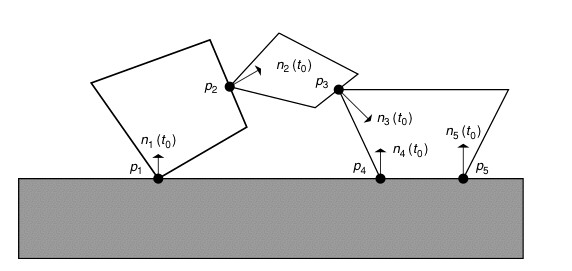 n2 (t0)
p2
p3
n3 (t0)
n1 (t0)
n5 (t0)
n4 (t0)
p1
p4
p5